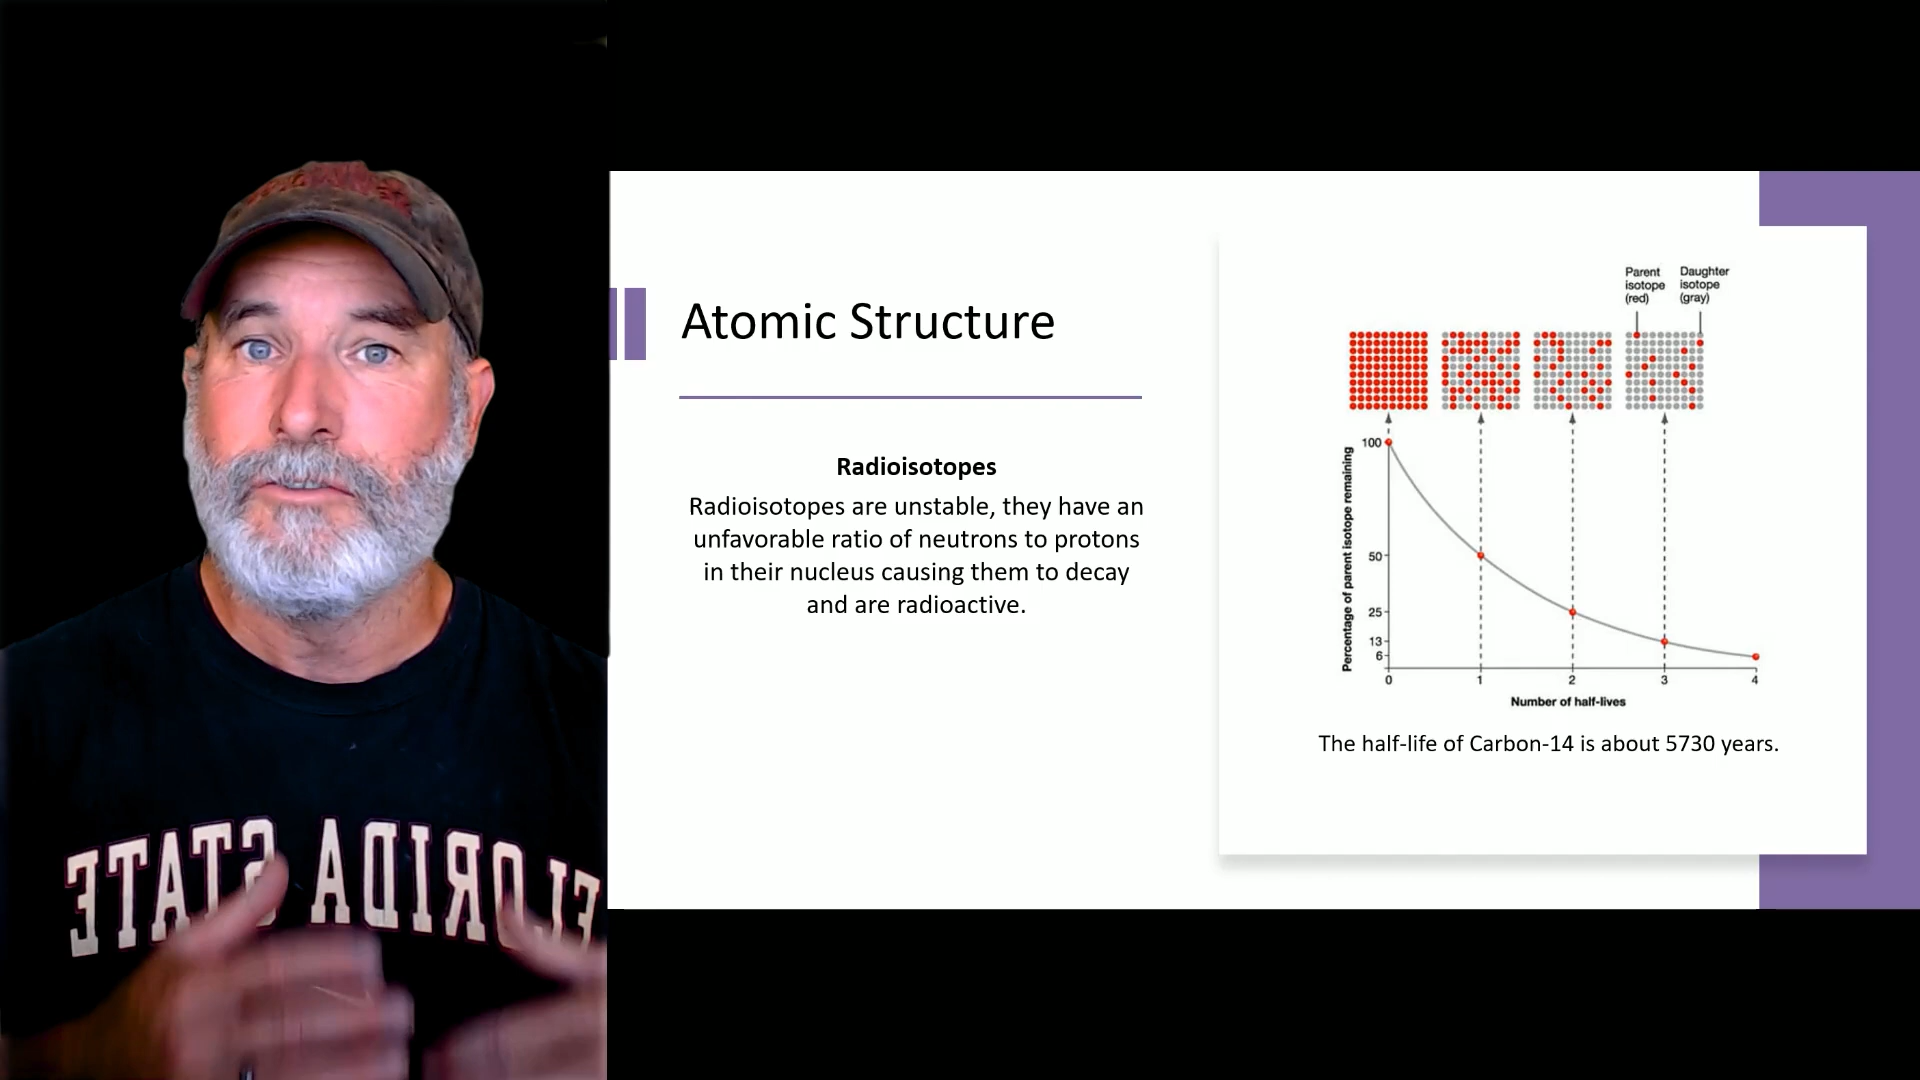 FLORIDA STATE
Atomic Structure
Radioisotopes
Radioisotopes are unstable, they have an
unfavorable ratio of neutrons to protons
in their nucleus causing them to decay
and are radioactive.
Parent
isotope
(red)
Daughter
isotope
(gray)
Percentage of parent isotope remaining
100
50
25
13
6
0 1 2 3 4
Number of half-lives
The half-life of Carbon-14 is about 5730 years.